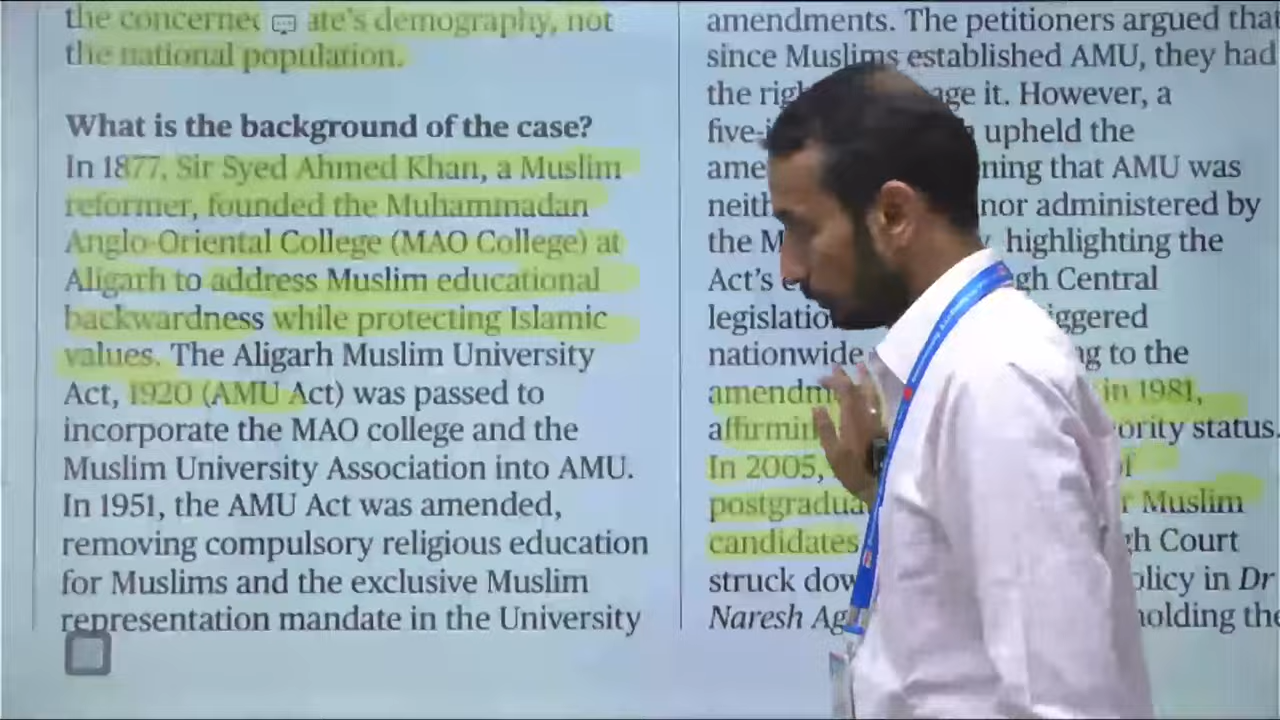 the concerne ate's demography, not
the national population.
What is the background of the case?
In 1877, Sir Syed Ahmed Khan, a Muslim
reformer, founded the Muhammadan
Anglo-Oriental College (MAO College) at
Aligarh to address Muslim educational
backwardness while protecting Islamic
values. The Aligarh Muslim University
Act, 1920 (AMU Act) was passed to
incorporate the MAO college and the
Muslim University Association into AMU.
In 1951, the AMU Act was amended,
removing compulsory religious education
for Muslims and the exclusive Muslim
representation mandate in the University
amendments. The petitioners argued that
since Muslims established AMU, they had
the age it. However, a
five- upheld the
ame ning that AMU was
neith nor administered by
the M highlighting the
Act's gh Central
legislatio iggered
nationwide g to the
amendm in 1981,
affirmin ority status.
In 2005,
postgradua Muslim
candidates gh Court
struck dow olicy in Dr
Naresh Ag holding the